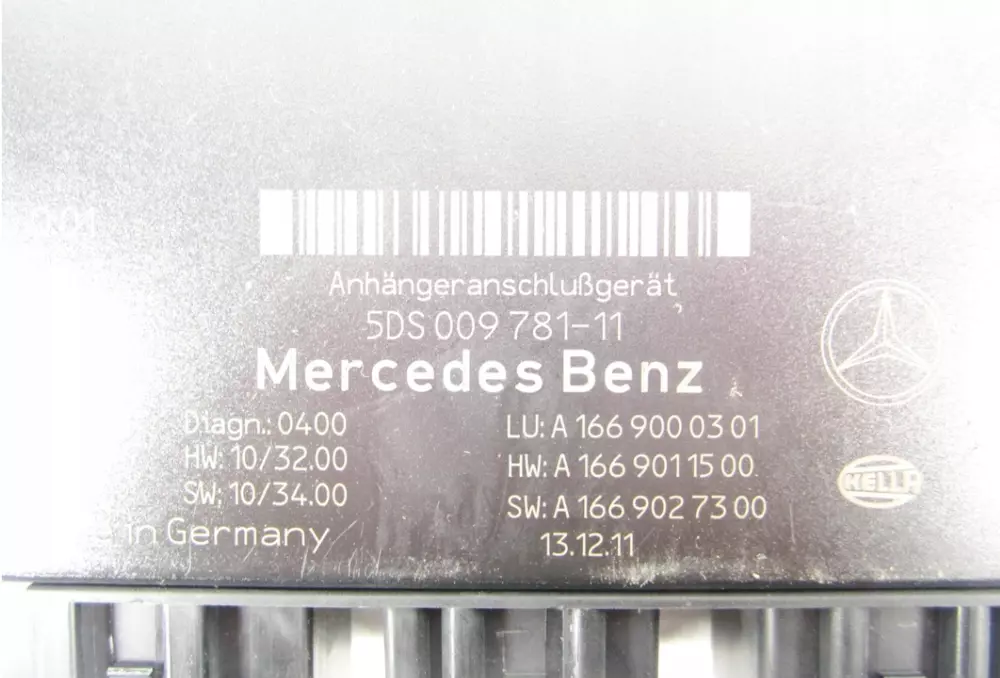 Anhängeranschlußgerät
5DS 009 781-11
Mercedes Benz
Diagn.: 0400
HW: 10/32.00
SW: 10/34.00
in Germany
LU: A 166 900 03 01
HW: A 166 901 15 00
SW: A 166 902 73 00
13.12.11
HELLA